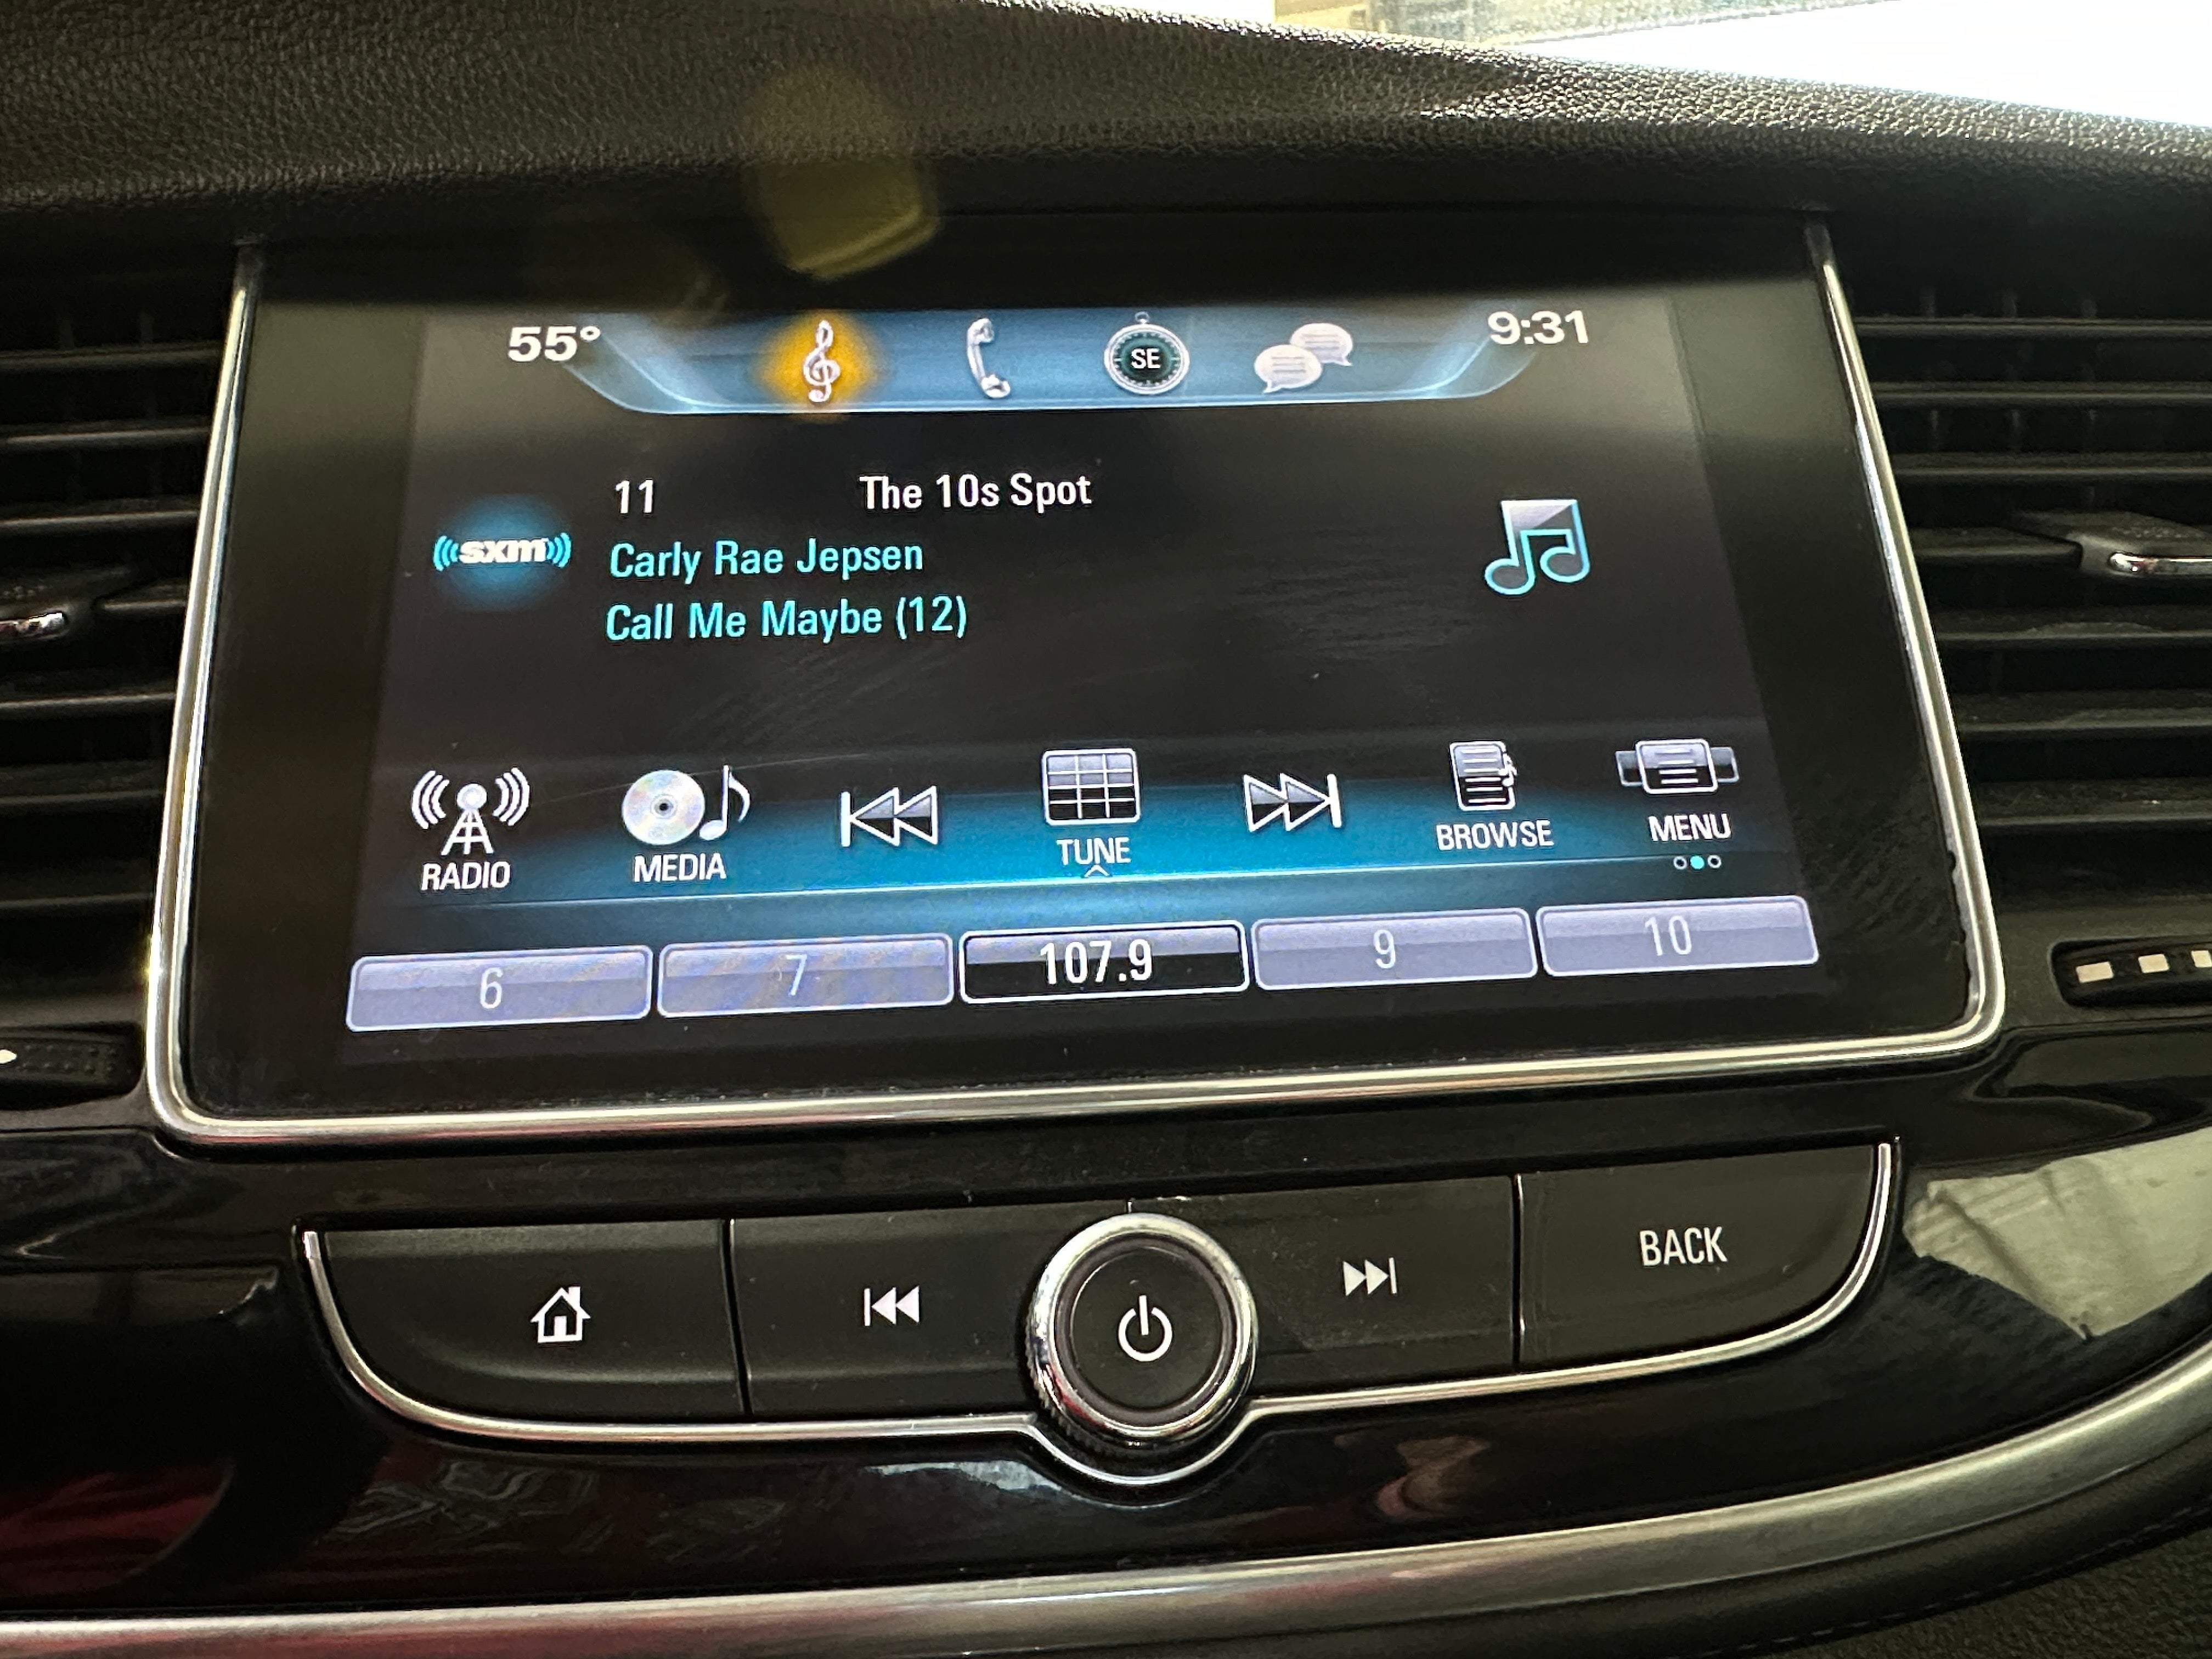 55° SE 9:31
11 The 10s Spot
((sxm))
Carly Rae Jepsen
Call Me Maybe (12)
RADIO MEDIA TUNE BROWSE MENU
6 7 107.9 9 10
BACK